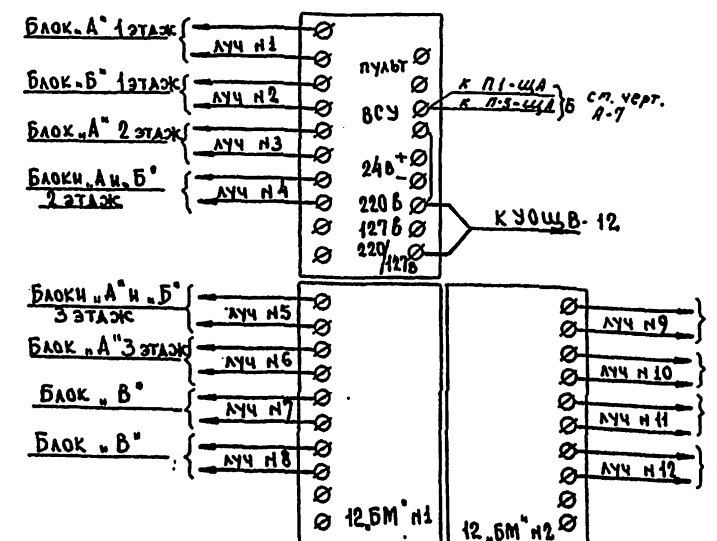 Блок „А" 1 этаж
луч №1
Блок „Б" 1 этаж
луч №2
Блок „А" 2 этаж
луч №3
Блоки „А и „Б"
2 этаж
луч №4
пульт
ВСУ
К П1-ЩА
К П-3-ЩА
Б см. черт.
А-7
24в + -
220в
127в
220/127в
К УОЩВ-12
Блоки „А" и „Б"
3 этаж
луч №5
Блок „А" 3 этаж
луч №6
Блок „В"
луч №7
Блок „В"
луч №8
12„БМ" №1
луч №9
луч №10
луч №11
луч №12
12„БМ" №2